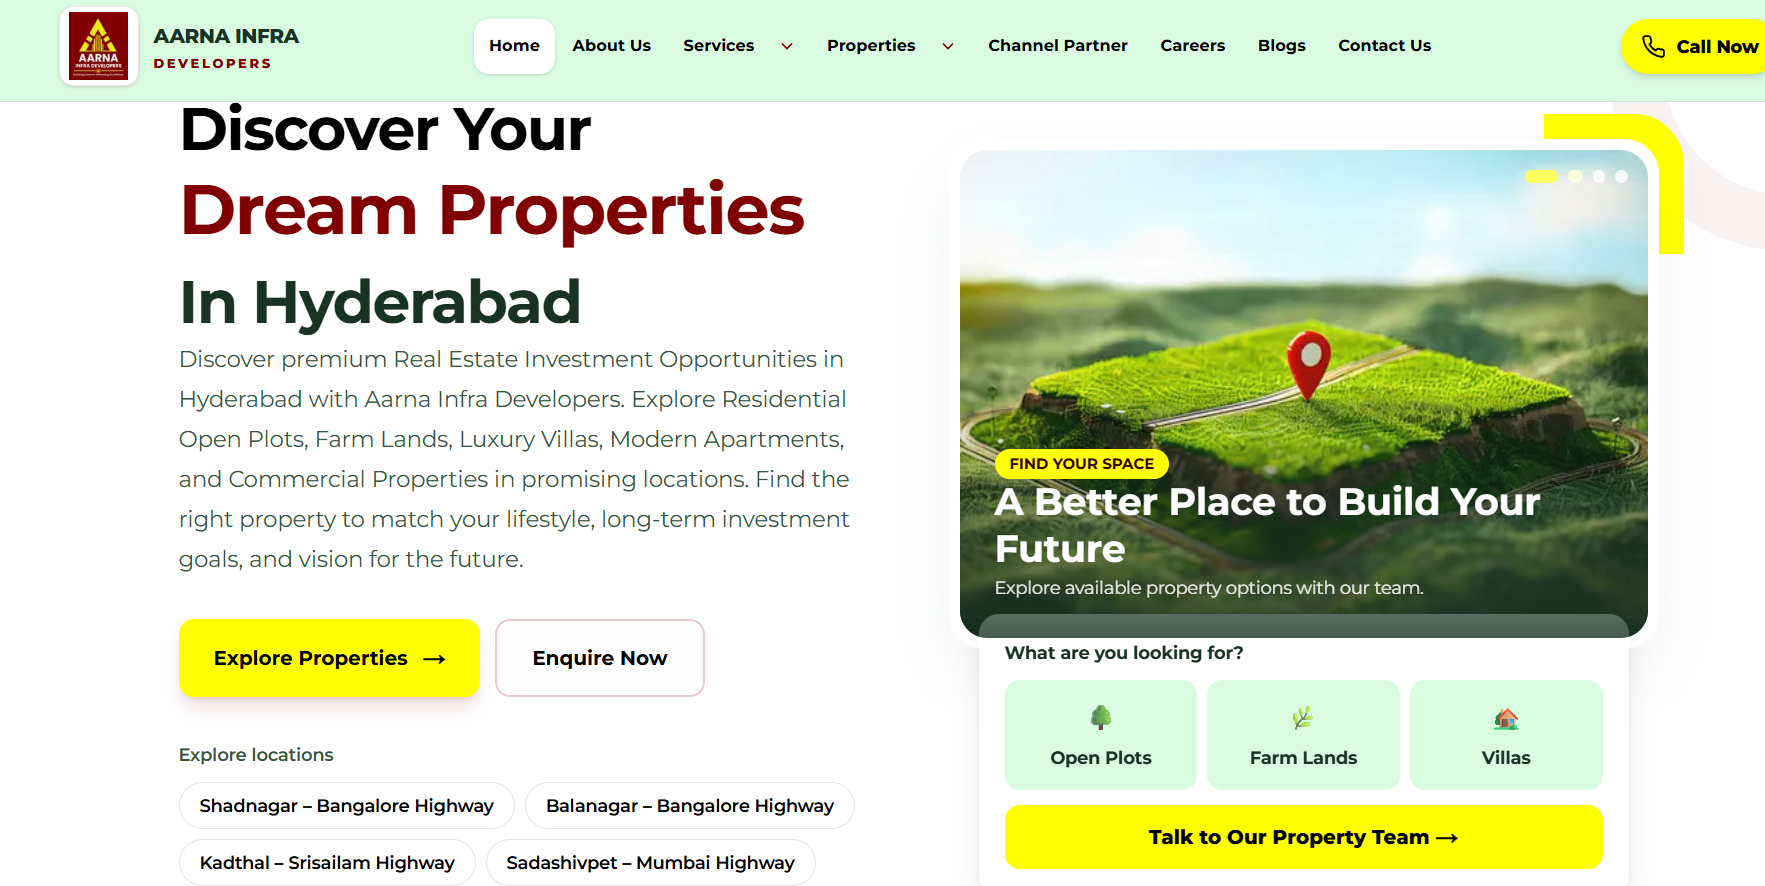 AARNA
INFRA DEVELOPERS
AARNA INFRA
DEVELOPERS
Home
About Us
Services
Properties
Channel Partner
Careers
Blogs
Contact Us
Call Now
Discover Your
Dream Properties
In Hyderabad
Discover premium Real Estate Investment Opportunities in
Hyderabad with Aarna Infra Developers. Explore Residential
Open Plots, Farm Lands, Luxury Villas, Modern Apartments,
and Commercial Properties in promising locations. Find the
right property to match your lifestyle, long-term investment
goals, and vision for the future.
Explore Properties →
Enquire Now
Explore locations
Shadnagar – Bangalore Highway
Balanagar – Bangalore Highway
Kadthal – Srisailam Highway
Sadashivpet – Mumbai Highway
FIND YOUR SPACE
A Better Place to Build Your
Future
Explore available property options with our team.
What are you looking for?
Open Plots
Farm Lands
Villas
Talk to Our Property Team →